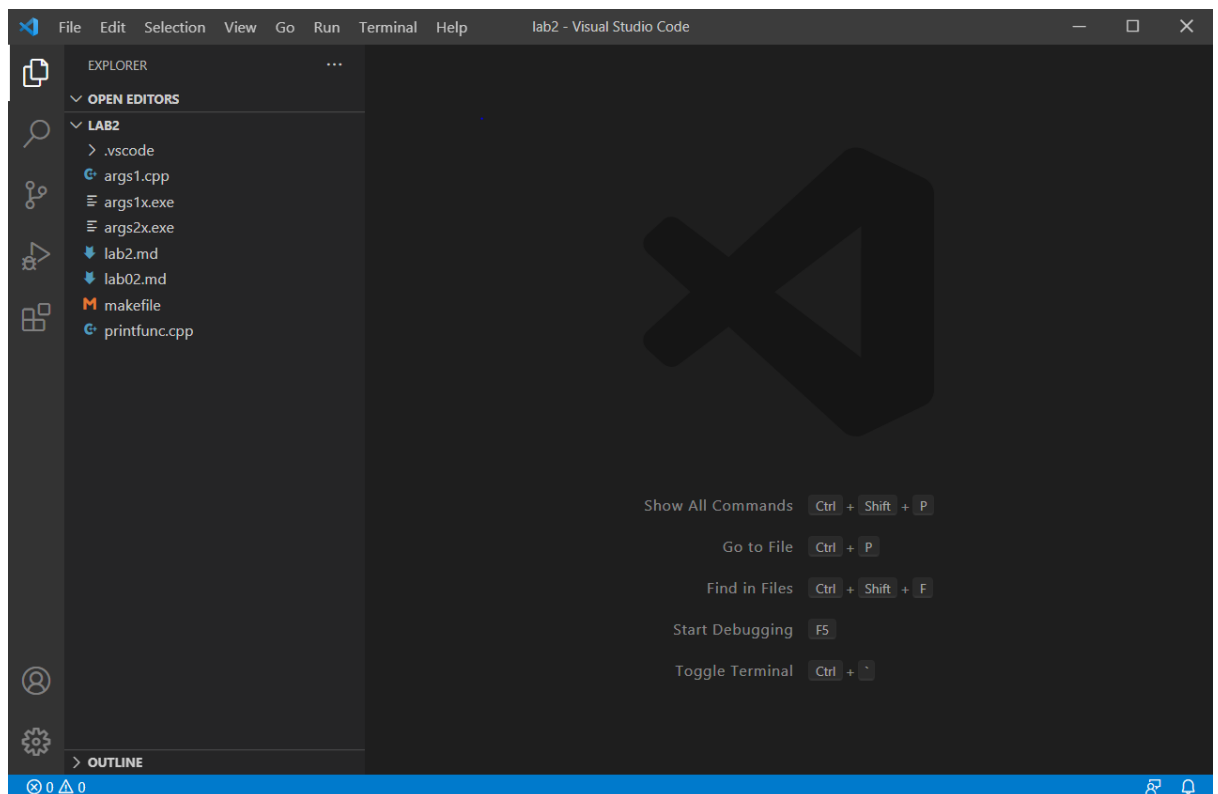 File Edit Selection View Go Run Terminal Help lab2 - Visual Studio Code
EXPLORER
OPEN EDITORS
LAB2
.vscode
args1.cpp
args1x.exe
args2x.exe
lab2.md
lab02.md
makefile
printfunc.cpp
Show All Commands Ctrl + Shift + P
Go to File Ctrl + P
Find in Files Ctrl + Shift + F
Start Debugging F5
Toggle Terminal Ctrl + `
OUTLINE
0 0